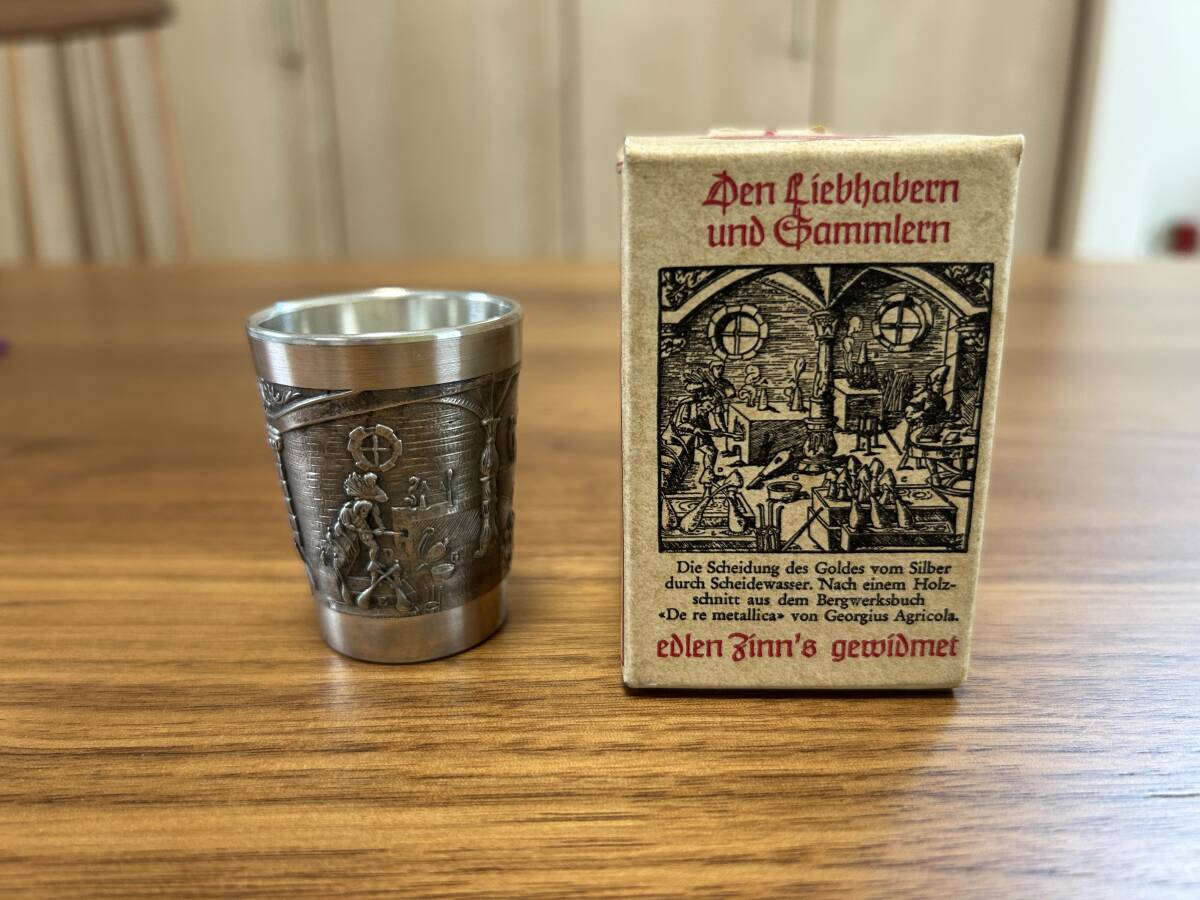 Den Liebhabern
und Sammlern
Die Scheidung des Goldes vom Silber
durch Scheidewasser. Nach einem Holz-
schnitt aus dem Bergwerksbuch
«De re metallica» von Georgius Agricola.
edlen Zinn's gewidmet